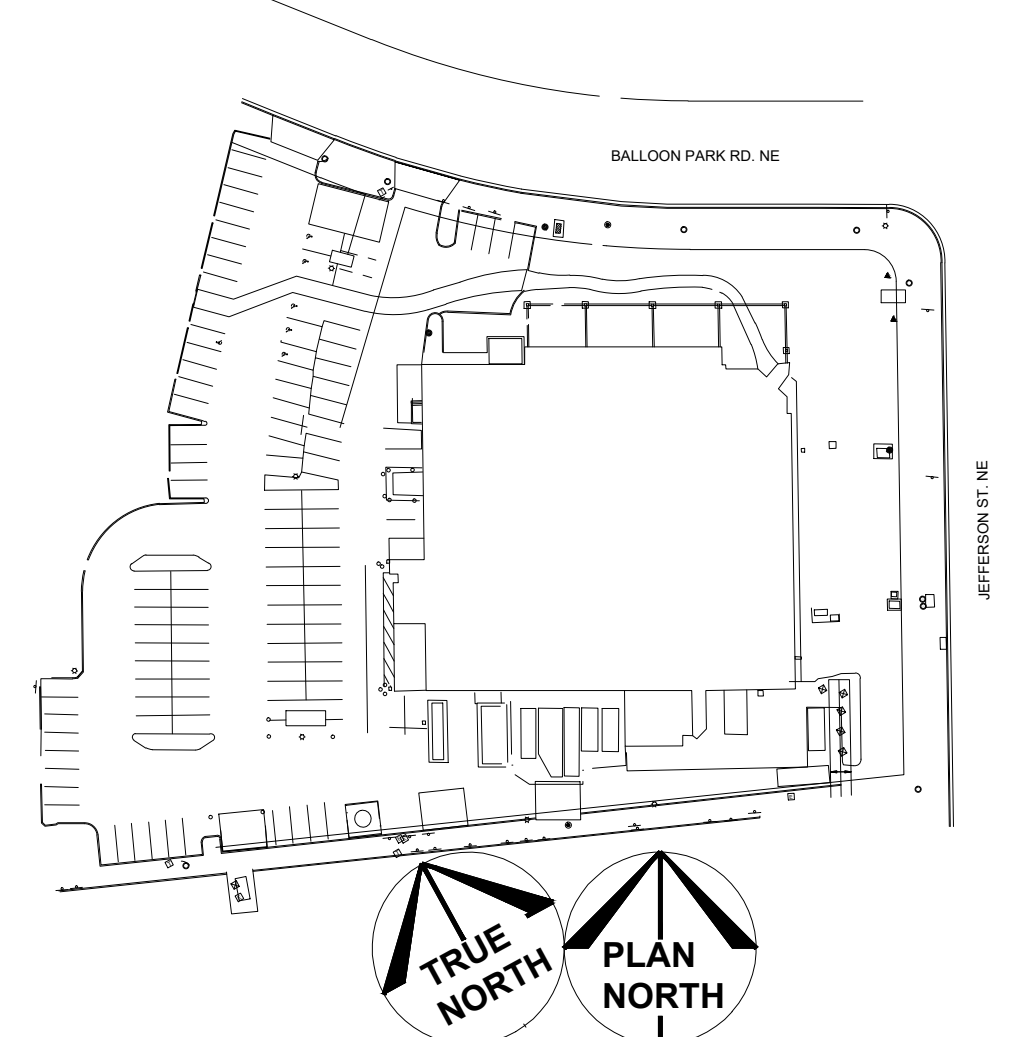 BALLOON PARK RD. NE
JEFFERSON ST. NE
TRUE
NORTH
PLAN
NORTH